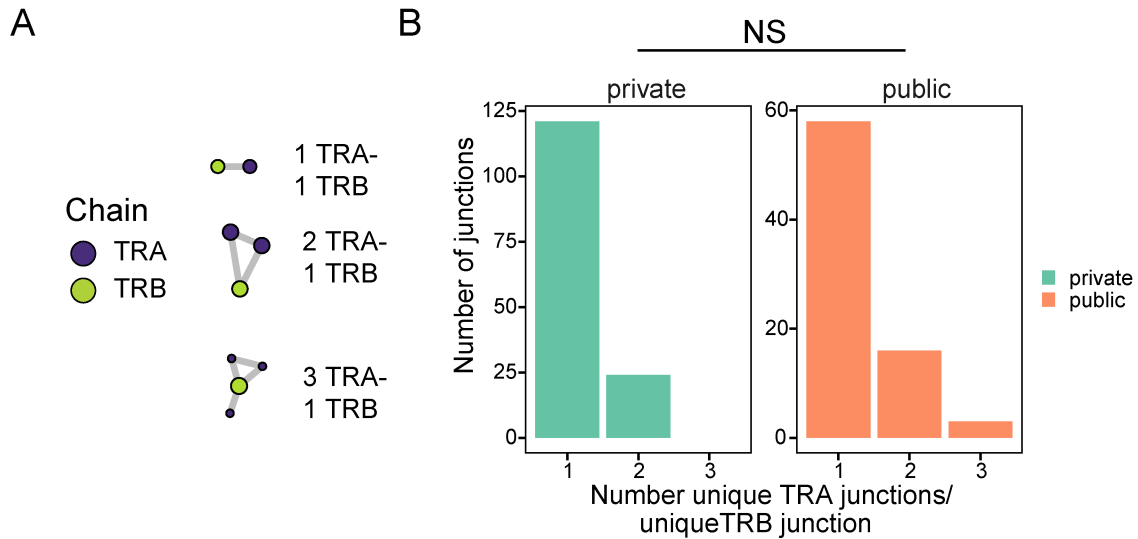 A
Chain
TRA
TRB
1 TRA-
1 TRB
2 TRA-
1 TRB
3 TRA-
1 TRB
B
NS
private
public
Number of junctions
125
100
75
50
25
0
60
40
20
0
1 2 3
1 2 3
Number unique TRA junctions/
uniqueTRB junction
private
public